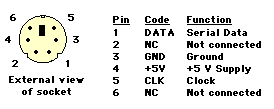 6 5
4 3
2 1
External view
of socket
Pin Code Function
1 DATA Serial Data
2 NC Not connected
3 GND Ground
4 +5V +5 V Supply
5 CLK Clock
6 NC Not connected